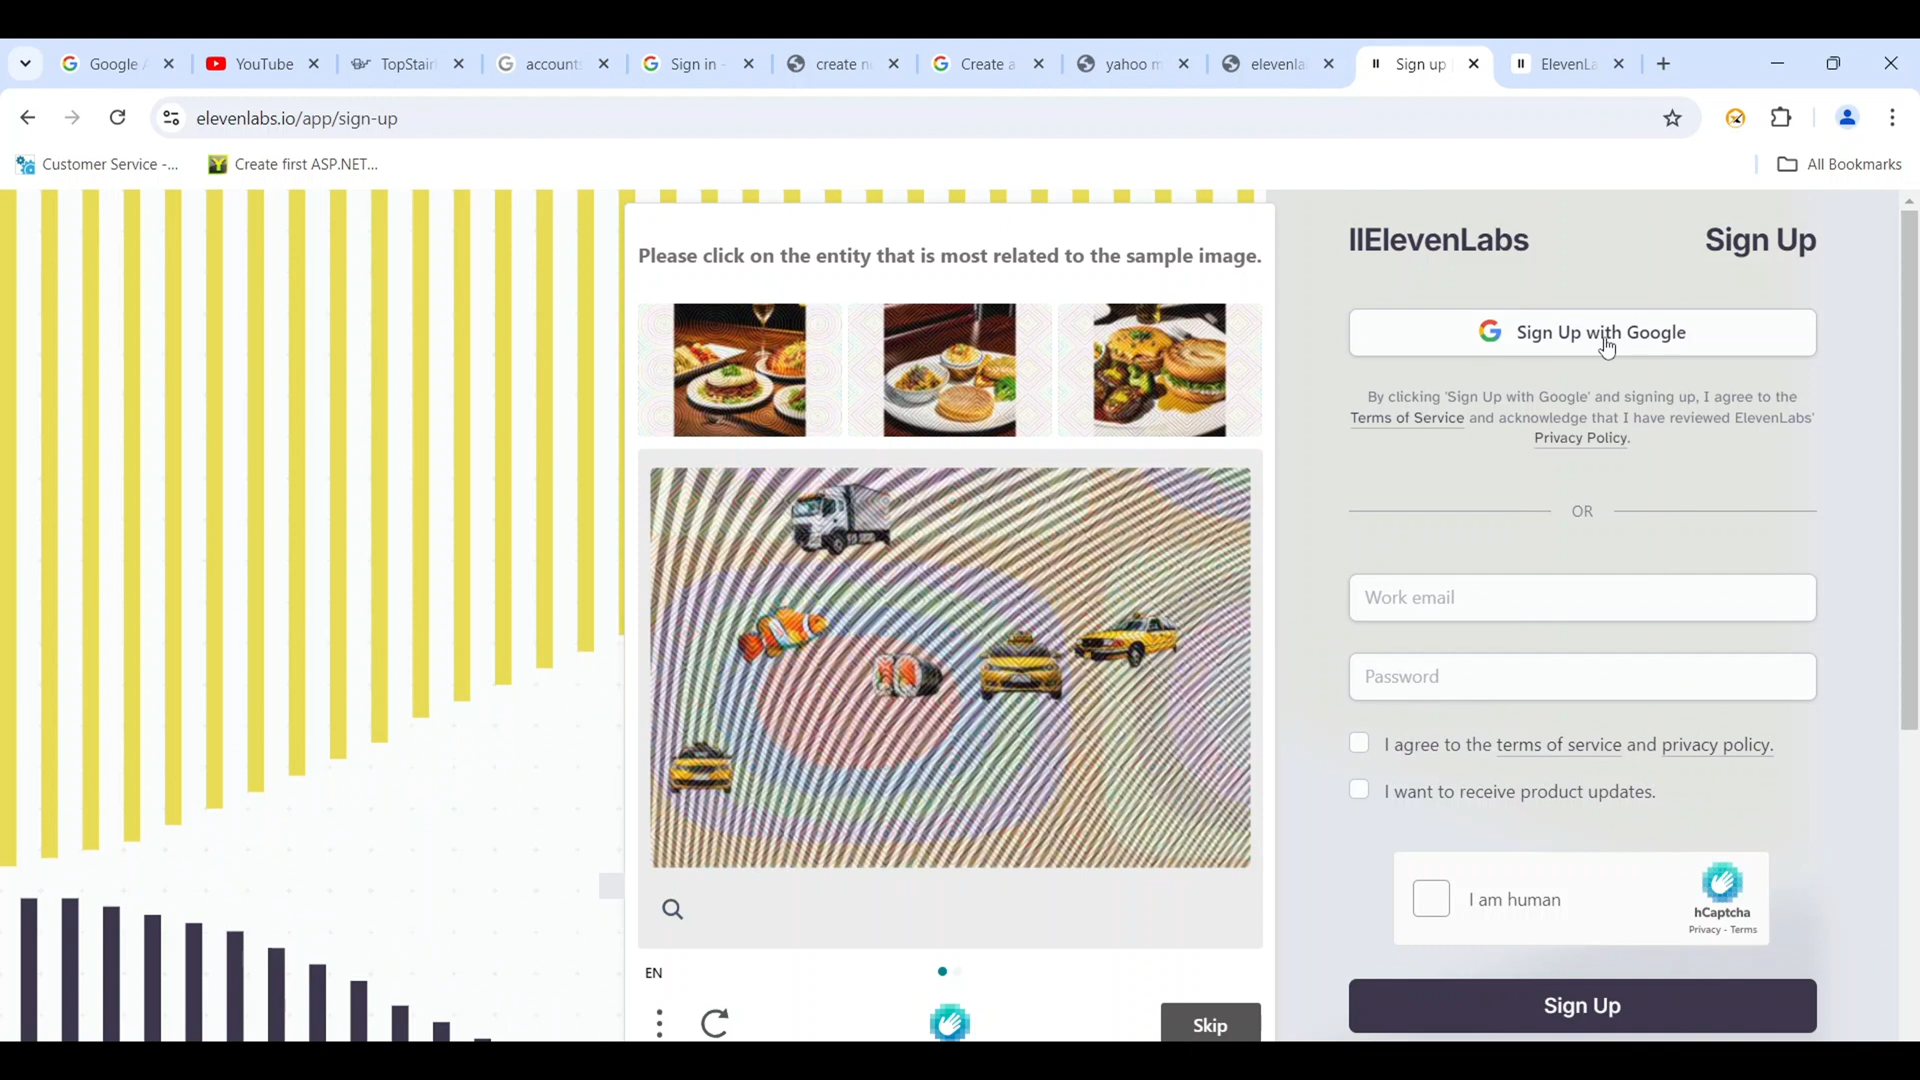 Google A
YouTube
TopStair
account
Sign in -
create n
Create a
yahoo m
elevenla
Sign up
ElevenLa
elevenlabs.io/app/sign-up
Customer Service -...
Create first ASP.NET...
All Bookmarks
Please click on the entity that is most related to the sample image.
EN
Skip
IIElevenLabs
Sign Up
Sign Up with Google
By clicking 'Sign Up with Google' and signing up, I agree to the
Terms of Service and acknowledge that I have reviewed ElevenLabs'
Privacy Policy.
OR
Work email
Password
I agree to the terms of service and privacy policy.
I want to receive product updates.
I am human
hCaptcha
Privacy - Terms
Sign Up